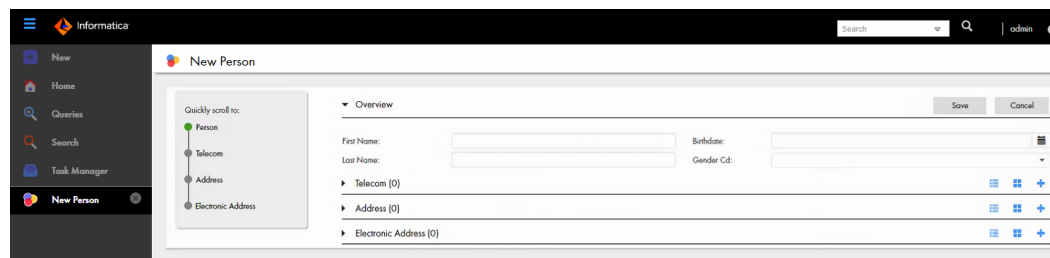 Informatica
Search
admin
New
Home
Queries
Search
Task Manager
New Person
New Person
Quickly scroll to:
Person
Telecom
Address
Electronic Address
Overview
Save
Cancel
First Name:
Birthdate:
Last Name:
Gender Cd:
Telecom (0)
Address (0)
Electronic Address (0)